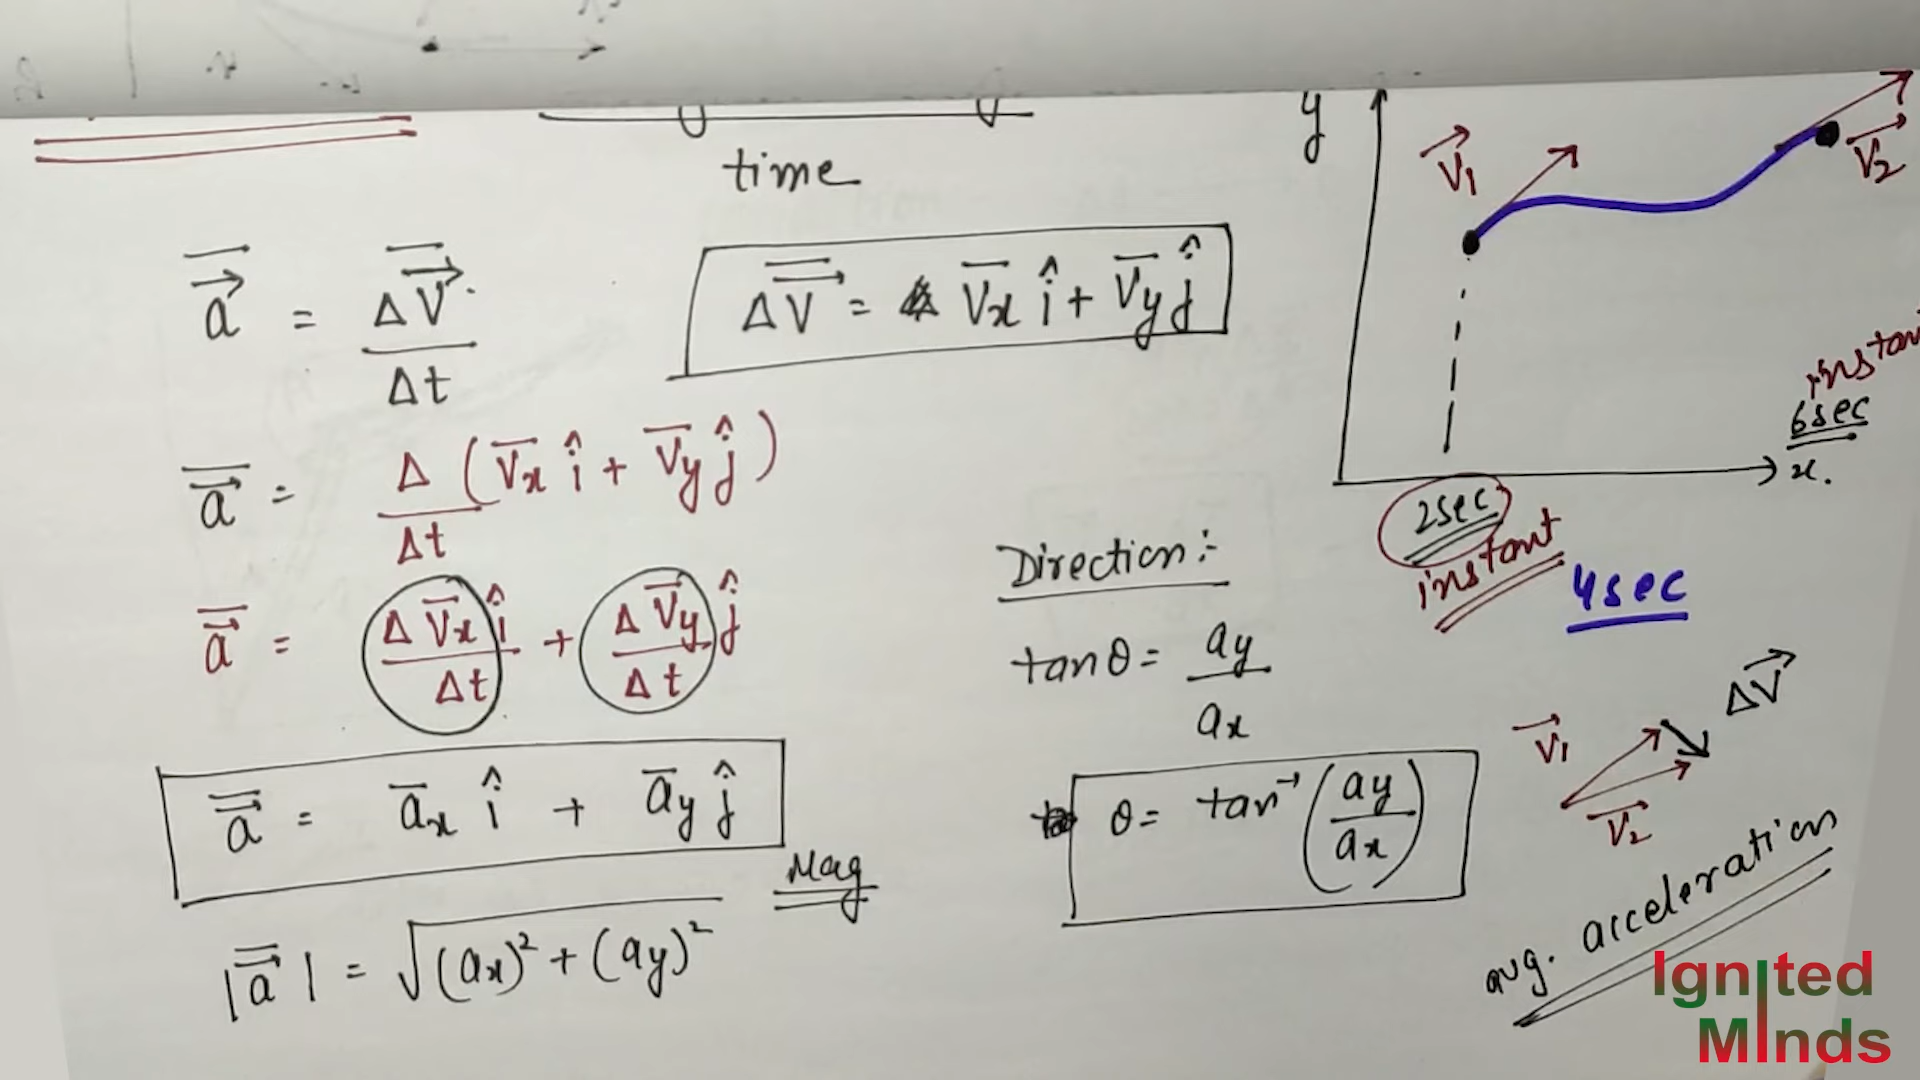 time
a = ΔV / Δt
ΔV = Vx î + Vy ĵ
a = Δ (Vx î + Vy ĵ) / Δt
a = ΔVx î / Δt + ΔVy ĵ / Δt
a = ax î + ay ĵ
Mag
|a| = √(ax)² + (ay)²
Direction:-
tanθ = ay / ax
θ = tan⁻¹ (ay / ax)
y
V1
V2
instan
6sec
x.
2sec
instant
4sec
ΔV
V1
V2
avg. acceleration
Ignited
Minds